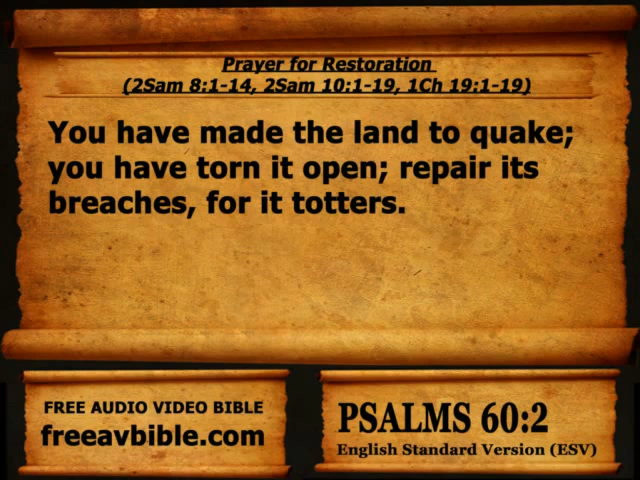 Prayer for Restoration
(2Sam 8:1-14, 2Sam 10:1-19, 1Ch 19:1-19)
You have made the land to quake;
you have torn it open; repair its
breaches, for it totters.
FREE AUDIO VIDEO BIBLE
freeavbible.com
PSALMS 60:2
English Standard Version (ESV)